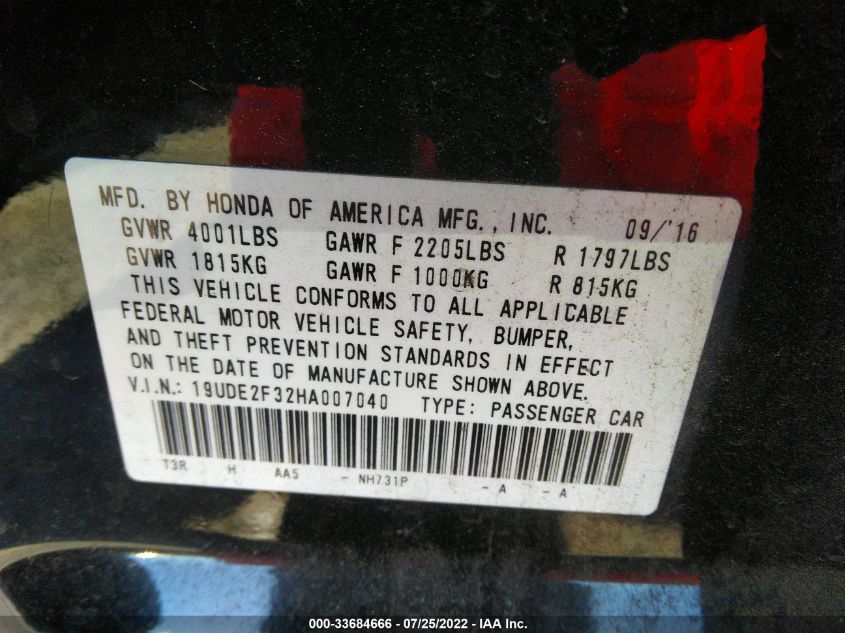 MFD. BY HONDA OF AMERICA MFG., INC. 09/'16
GVWR 4001LBS GAWR F 2205LBS R 1797LBS
GVWR 1815KG GAWR F 1000KG R 815KG
THIS VEHICLE CONFORMS TO ALL APPLICABLE
FEDERAL MOTOR VEHICLE SAFETY, BUMPER,
AND THEFT PREVENTION STANDARDS IN EFFECT
ON THE DATE OF MANUFACTURE SHOWN ABOVE.
V.I.N.: 19UDE2F32HA007040 TYPE: PASSENGER CAR
T3R H AA5 - NH731P - A - A
000-33684666 - 07/25/2022 - IAA Inc.